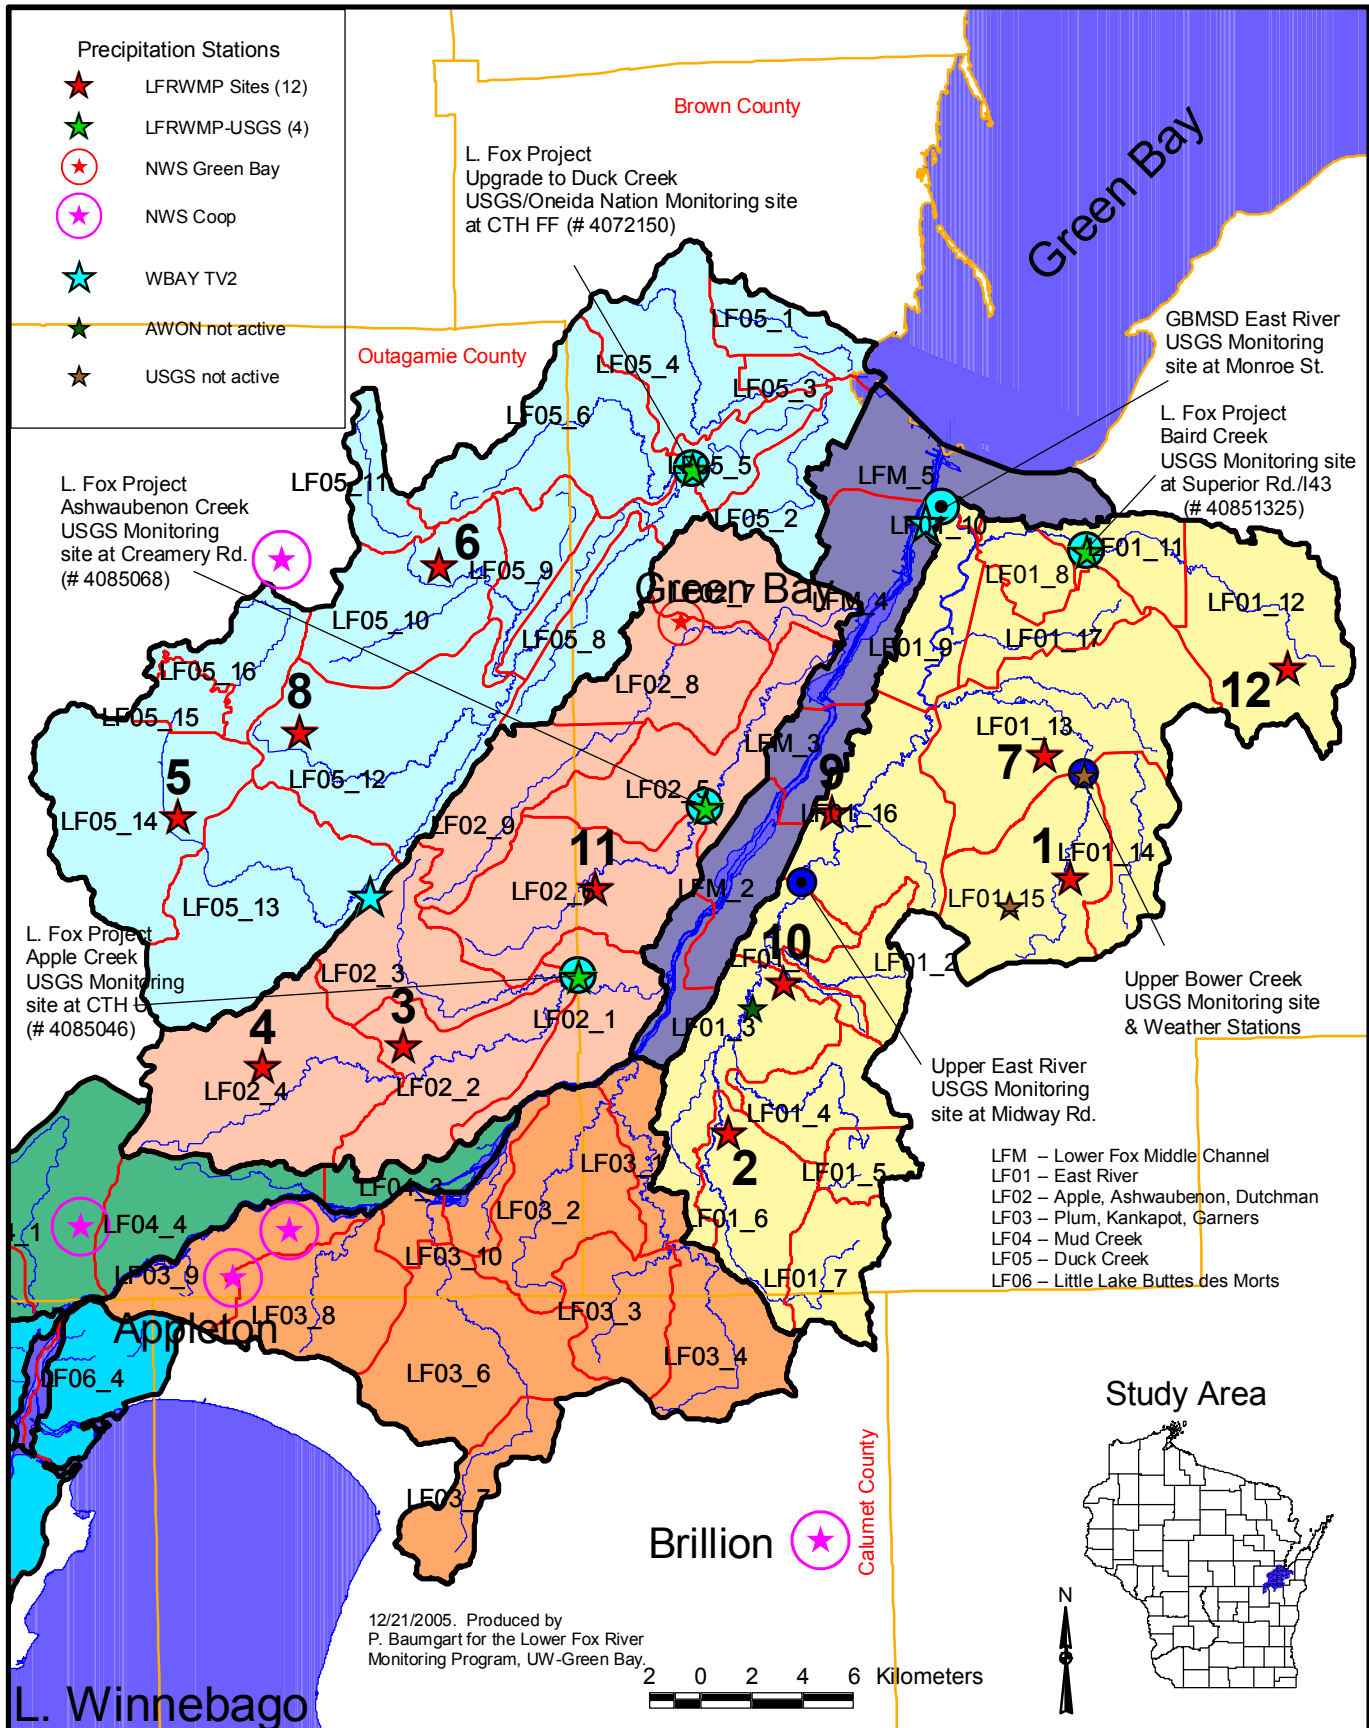 Precipitation Stations
LFRWMP Sites (12)
LFRWMP-USGS (4)
NWS Green Bay
NWS Coop
WBAY TV2
AWON not active
USGS not active
Brown County
Outagamie County
Green Bay
L. Fox Project
Upgrade to Duck Creek
USGS/Oneida Nation Monitoring site
at CTH FF (# 4072150)
GBMSD East River
USGS Monitoring
site at Monroe St.
L. Fox Project
Baird Creek
USGS Monitoring site
at Superior Rd./I43
(# 40851325)
L. Fox Project
Ashwaubenon Creek
USGS Monitoring
site at Creamery Rd.
(# 4085068)
LF05_1
LF05_4
LF05_3
LF05_6
LF05_5
LF05_11
LF05_2
LFM_5
LF01_10
LF01_11
6
LF05_9
LF01_8
Green Bay
LF02_7
LFM_4
LF01_12
LF05_10
LF05_8
LF01_9
LF01_17
LF05_16
LF02_8
12
8
LF05_15
LFM_3
LF01_13
7
5
LF05_12
LF02_5
9
LF05_14
LF02_9
LF01_16
11
1
LF01_14
LFM_2
LF01_15
LF05_13
10
LF01_2
L. Fox Project
Apple Creek
USGS Monitoring
site at CTH U
(# 4085046)
LF02_3
3
LF02_1
LF01_3
4
LF02_4
LF02_2
Upper Bower Creek
USGS Monitoring site
& Weather Stations
Upper East River
USGS Monitoring
site at Midway Rd.
LF01_4
2
LF01_5
LF03_1
LF03_2
LF01_6
LF04_4
LF03_10
LF03_9
LF01_7
LF03_8
LF03_3
Appleton
LF03_4
LF06_4
LF03_6
LF03_7
LFM – Lower Fox Middle Channel
LF01 – East River
LF02 – Apple, Ashwaubenon, Dutchman
LF03 – Plum, Kankapot, Garners
LF04 – Mud Creek
LF05 – Duck Creek
LF06 – Little Lake Buttes des Morts
Study Area
Calumet County
Brillion
N
12/21/2005. Produced by
P. Baumgart for the Lower Fox River
Monitoring Program, UW-Green Bay.
2 0 2 4 6 Kilometers
L. Winnebago